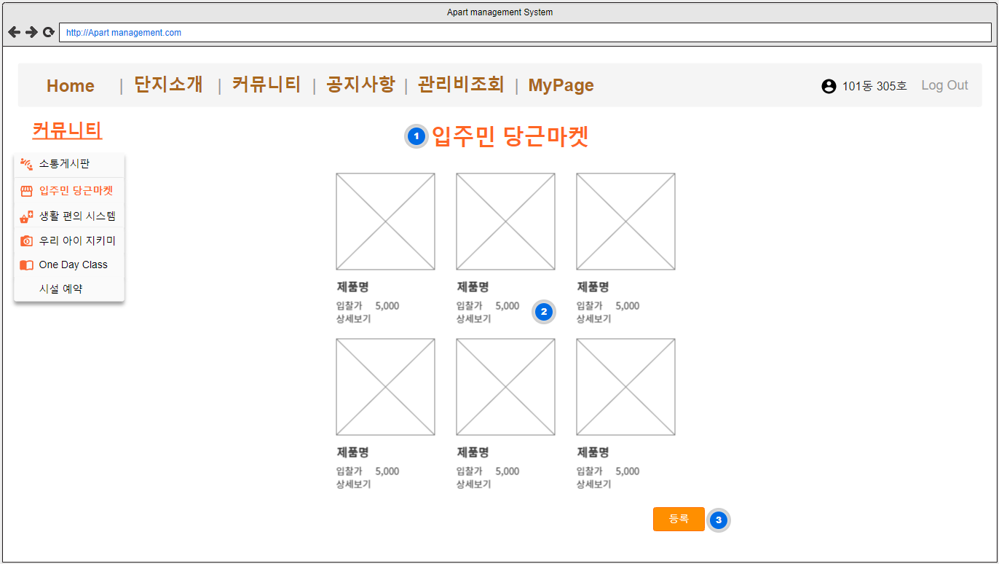 Apart management System
http://Apart management.com
Home | 단지소개 | 커뮤니티 | 공지사항 | 관리비조회 | MyPage
101동 305호 Log Out
커뮤니티
소통게시판
입주민 당근마켓
생활 편의 시스템
우리 아이 지키미
One Day Class
시설 예약
1 입주민 당근마켓
제품명 제품명 제품명
입찰가 5,000 입찰가 5,000 입찰가 5,000
2
상세보기 상세보기 상세보기
제품명 제품명 제품명
입찰가 5,000 입찰가 5,000 입찰가 5,000
상세보기 상세보기 상세보기
등록 3